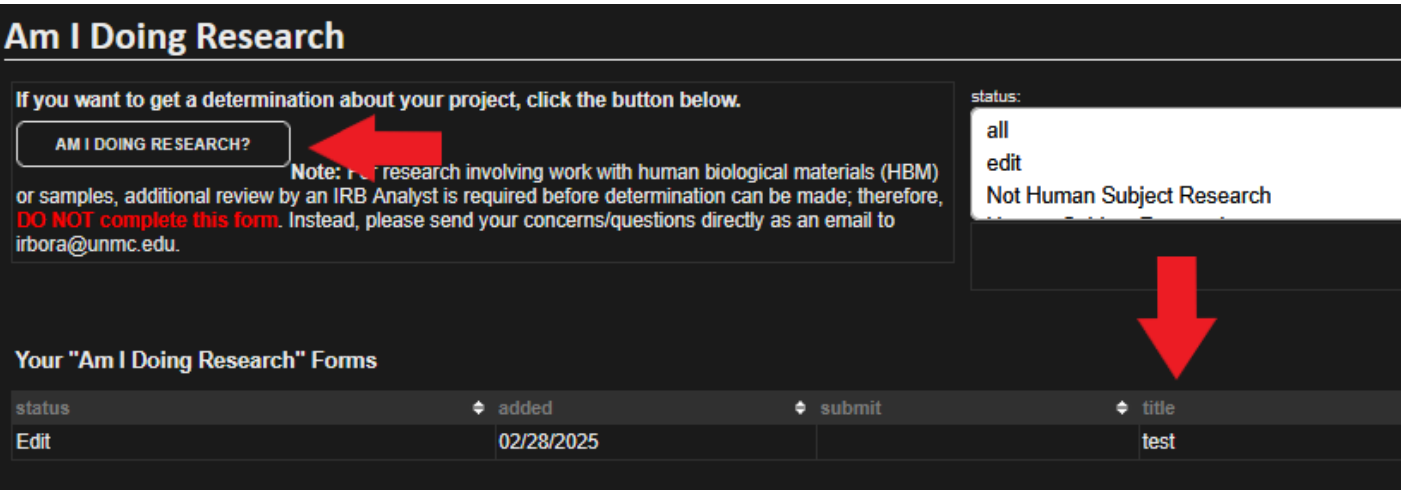 Am I Doing Research
If you want to get a determination about your project, click the button below.
AM I DOING RESEARCH?
Note: research involving work with human biological materials (HBM)
or samples, additional review by an IRB Analyst is required before determination can be made; therefore,
DO NOT complete this form. Instead, please send your concerns/questions directly as an email to
irbora@unmc.edu.
status:
all
edit
Not Human Subject Research
Your "Am I Doing Research" Forms
status added submit title
Edit 02/28/2025 test